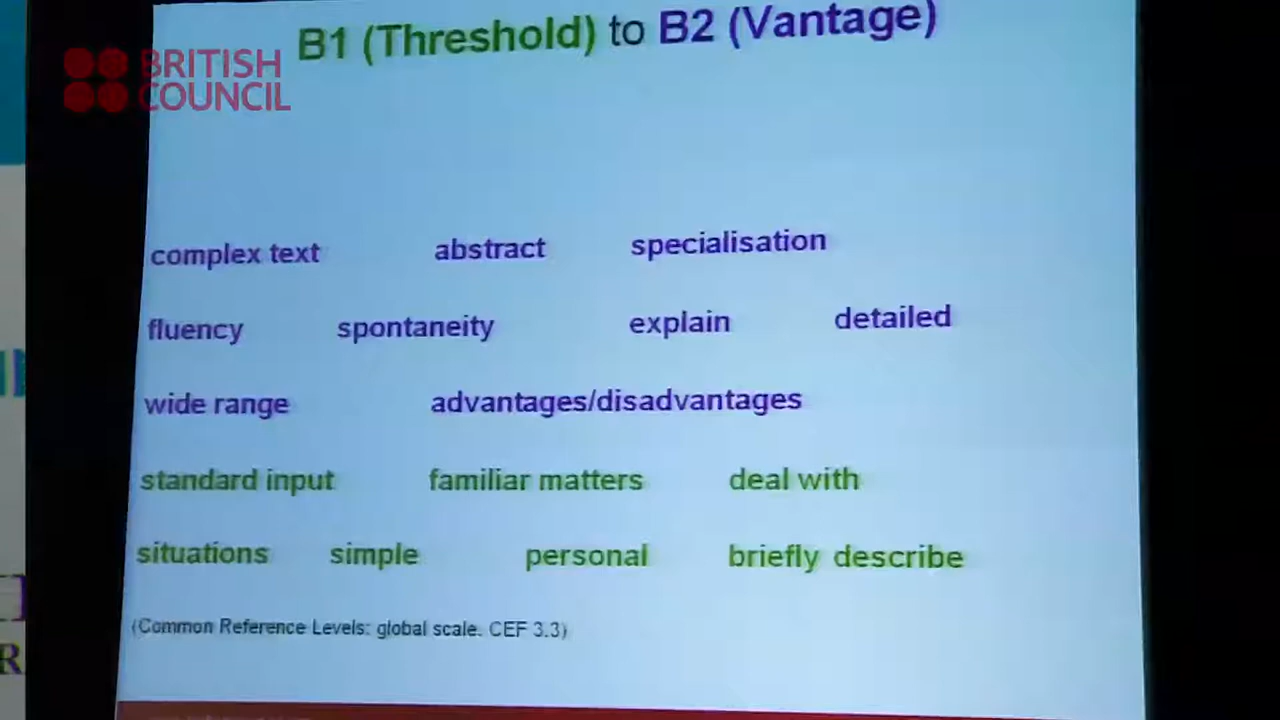 B1 (Threshold) to B2 (Vantage)
BRITISH
COUNCIL
complex text abstract specialisation
fluency spontaneity explain detailed
wide range advantages/disadvantages
standard input familiar matters deal with
situations simple personal briefly describe
(Common Reference Levels: global scale. CEF 3.3)
R